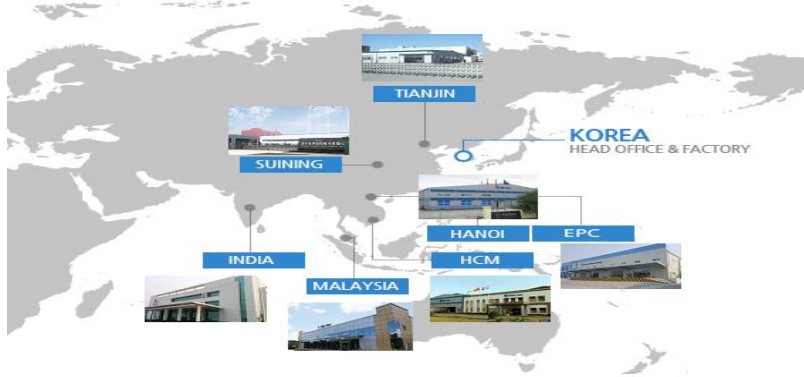 TIANJIN
KOREA
HEAD OFFICE & FACTORY
SUINING
HANOI
EPC
INDIA
HCM
MALAYSIA